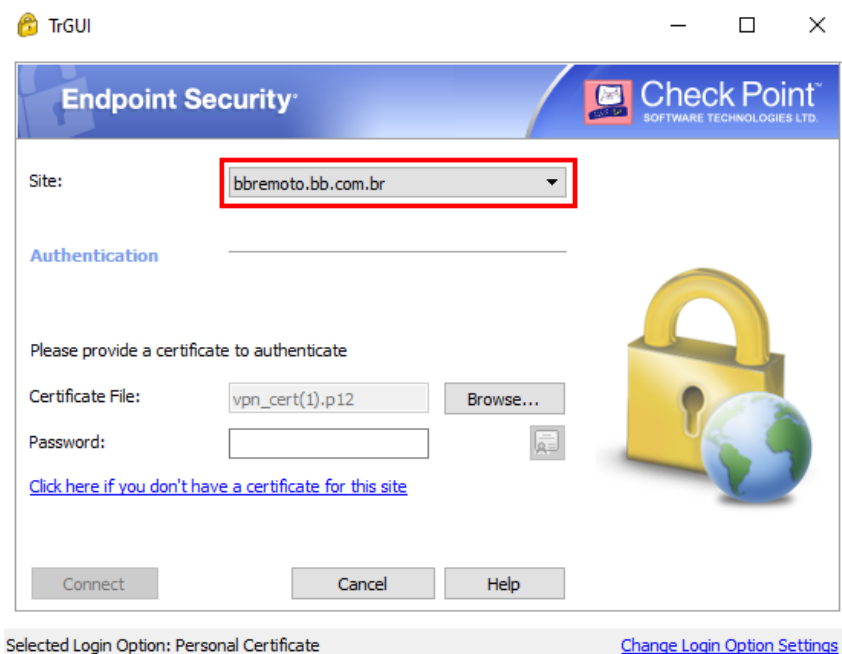 TrGUI
Endpoint Security
Check Point™
SOFTWARE TECHNOLOGIES LTD.
Site:
bbremoto.bb.com.br
Authentication
Please provide a certificate to authenticate
Certificate File:
vpn_cert(1).p12
Browse...
Password:
Click here if you don't have a certificate for this site
Connect
Cancel
Help
Selected Login Option: Personal Certificate
Change Login Option Settings